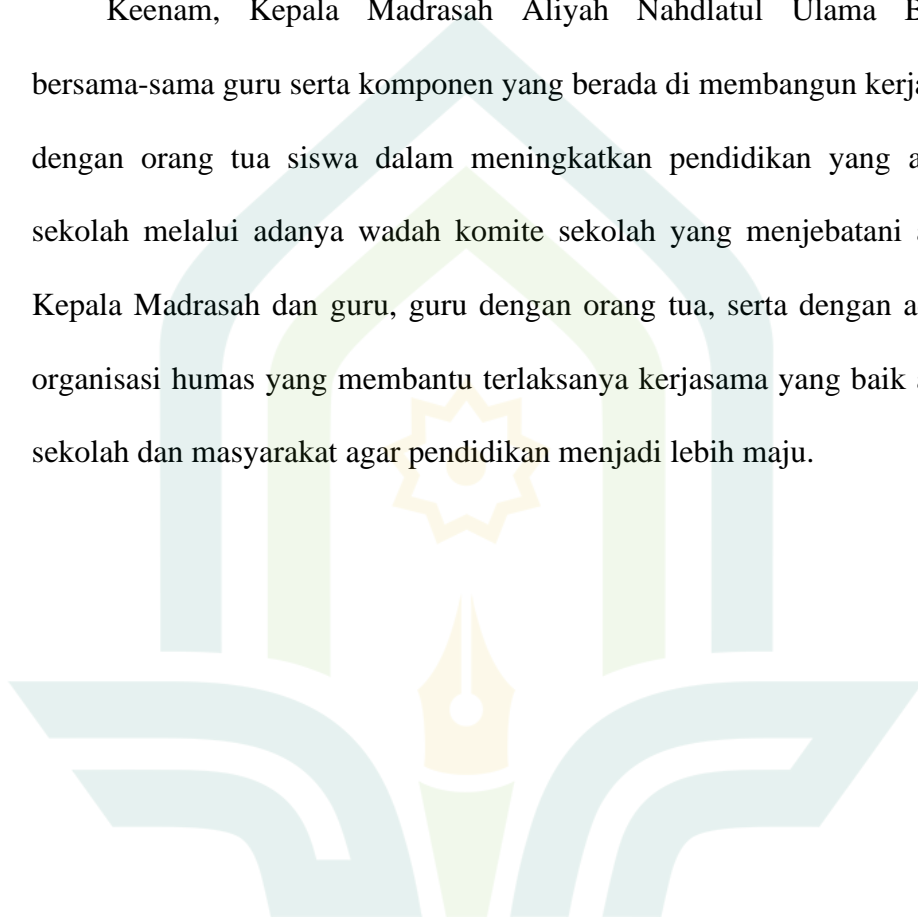 Keenam, Kepala Madrasah Aliyah Nahdlatul Ulama
bersama-sama guru serta komponen yang berada di membangun
dengan orang tua siswa dalam meningkatkan pendidikan yang
sekolah melalui adanya wadah komite sekolah yang menjebatani
Kepala Madrasah dan guru, guru dengan orang tua, serta dengan
organisasi humas yang membantu terlaksanya kerjasama yang baik
sekolah dan masyarakat agar pendidikan menjadi lebih maju.